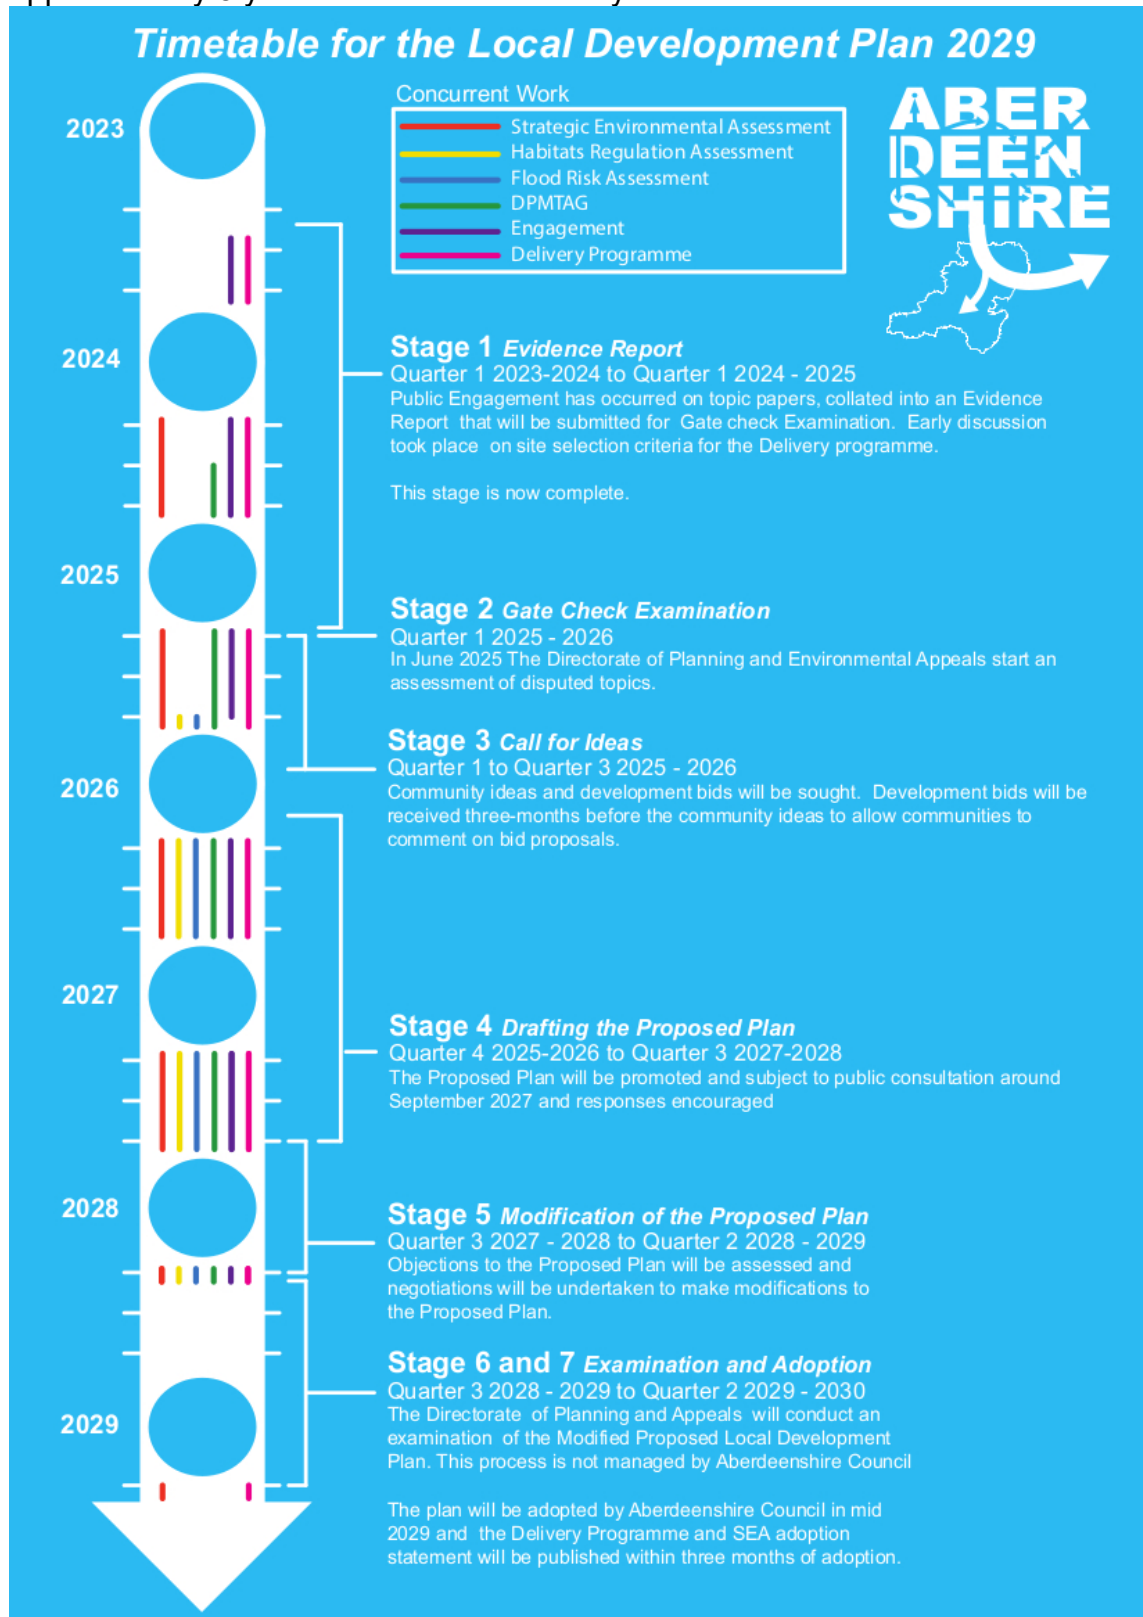 Timetable for the Local Development Plan 2029
Concurrent Work
Strategic Environmental Assessment
Habitats Regulation Assessment
Flood Risk Assessment
DPMTAG
Engagement
Delivery Programme
ABER
DEEN
SHIRE
2023
2024
Stage 1 Evidence Report
Quarter 1 2023-2024 to Quarter 1 2024 - 2025
Public Engagement has occurred on topic papers, collated into an Evidence
Report that will be submitted for Gate check Examination. Early discussion
took place on site selection criteria for the Delivery programme.
This stage is now complete.
2025
Stage 2 Gate Check Examination
Quarter 1 2025 - 2026
In June 2025 The Directorate of Planning and Environmental Appeals start an
assessment of disputed topics.
Stage 3 Call for Ideas
Quarter 1 to Quarter 3 2025 - 2026
2026
Community ideas and development bids will be sought. Development bids will be
received three-months before the community ideas to allow communities to
comment on bid proposals.
2027
Stage 4 Drafting the Proposed Plan
Quarter 4 2025-2026 to Quarter 3 2027-2028
The Proposed Plan will be promoted and subject to public consultation around
September 2027 and responses encouraged
2028
Stage 5 Modification of the Proposed Plan
Quarter 3 2027 - 2028 to Quarter 2 2028 - 2029
Objections to the Proposed Plan will be assessed and
negotiations will be undertaken to make modifications to
the Proposed Plan.
Stage 6 and 7 Examination and Adoption
Quarter 3 2028 - 2029 to Quarter 2 2029 - 2030
2029
The Directorate of Planning and Appeals will conduct an
examination of the Modified Proposed Local Development
Plan. This process is not managed by Aberdeenshire Council
The plan will be adopted by Aberdeenshire Council in mid
2029 and the Delivery Programme and SEA adoption
statement will be published within three months of adoption.